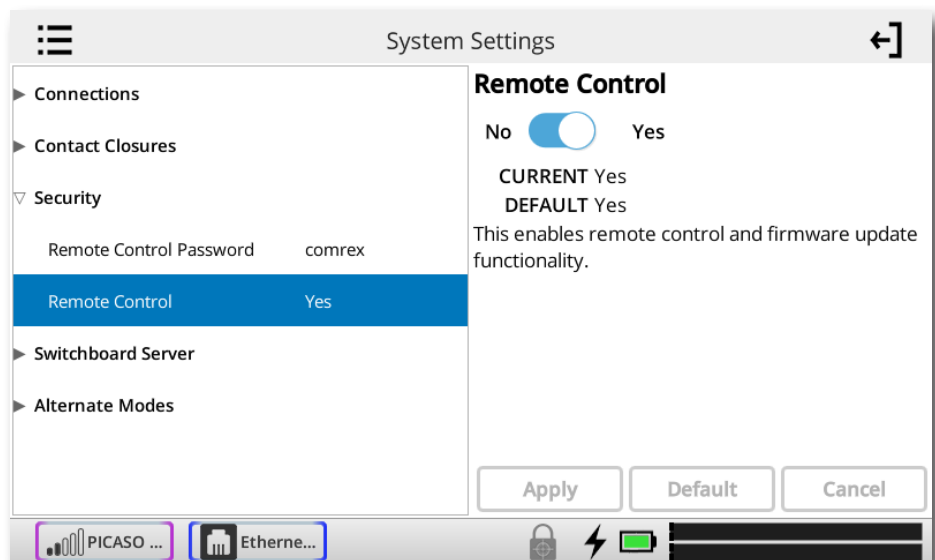 System Settings
Connections
Contact Closures
Security
Remote Control Password comrex
Remote Control Yes
Switchboard Server
Alternate Modes
Remote Control
No Yes
CURRENT Yes
DEFAULT Yes
This enables remote control and firmware update
functionality.
Apply Default Cancel
PICASO ... Etherne...